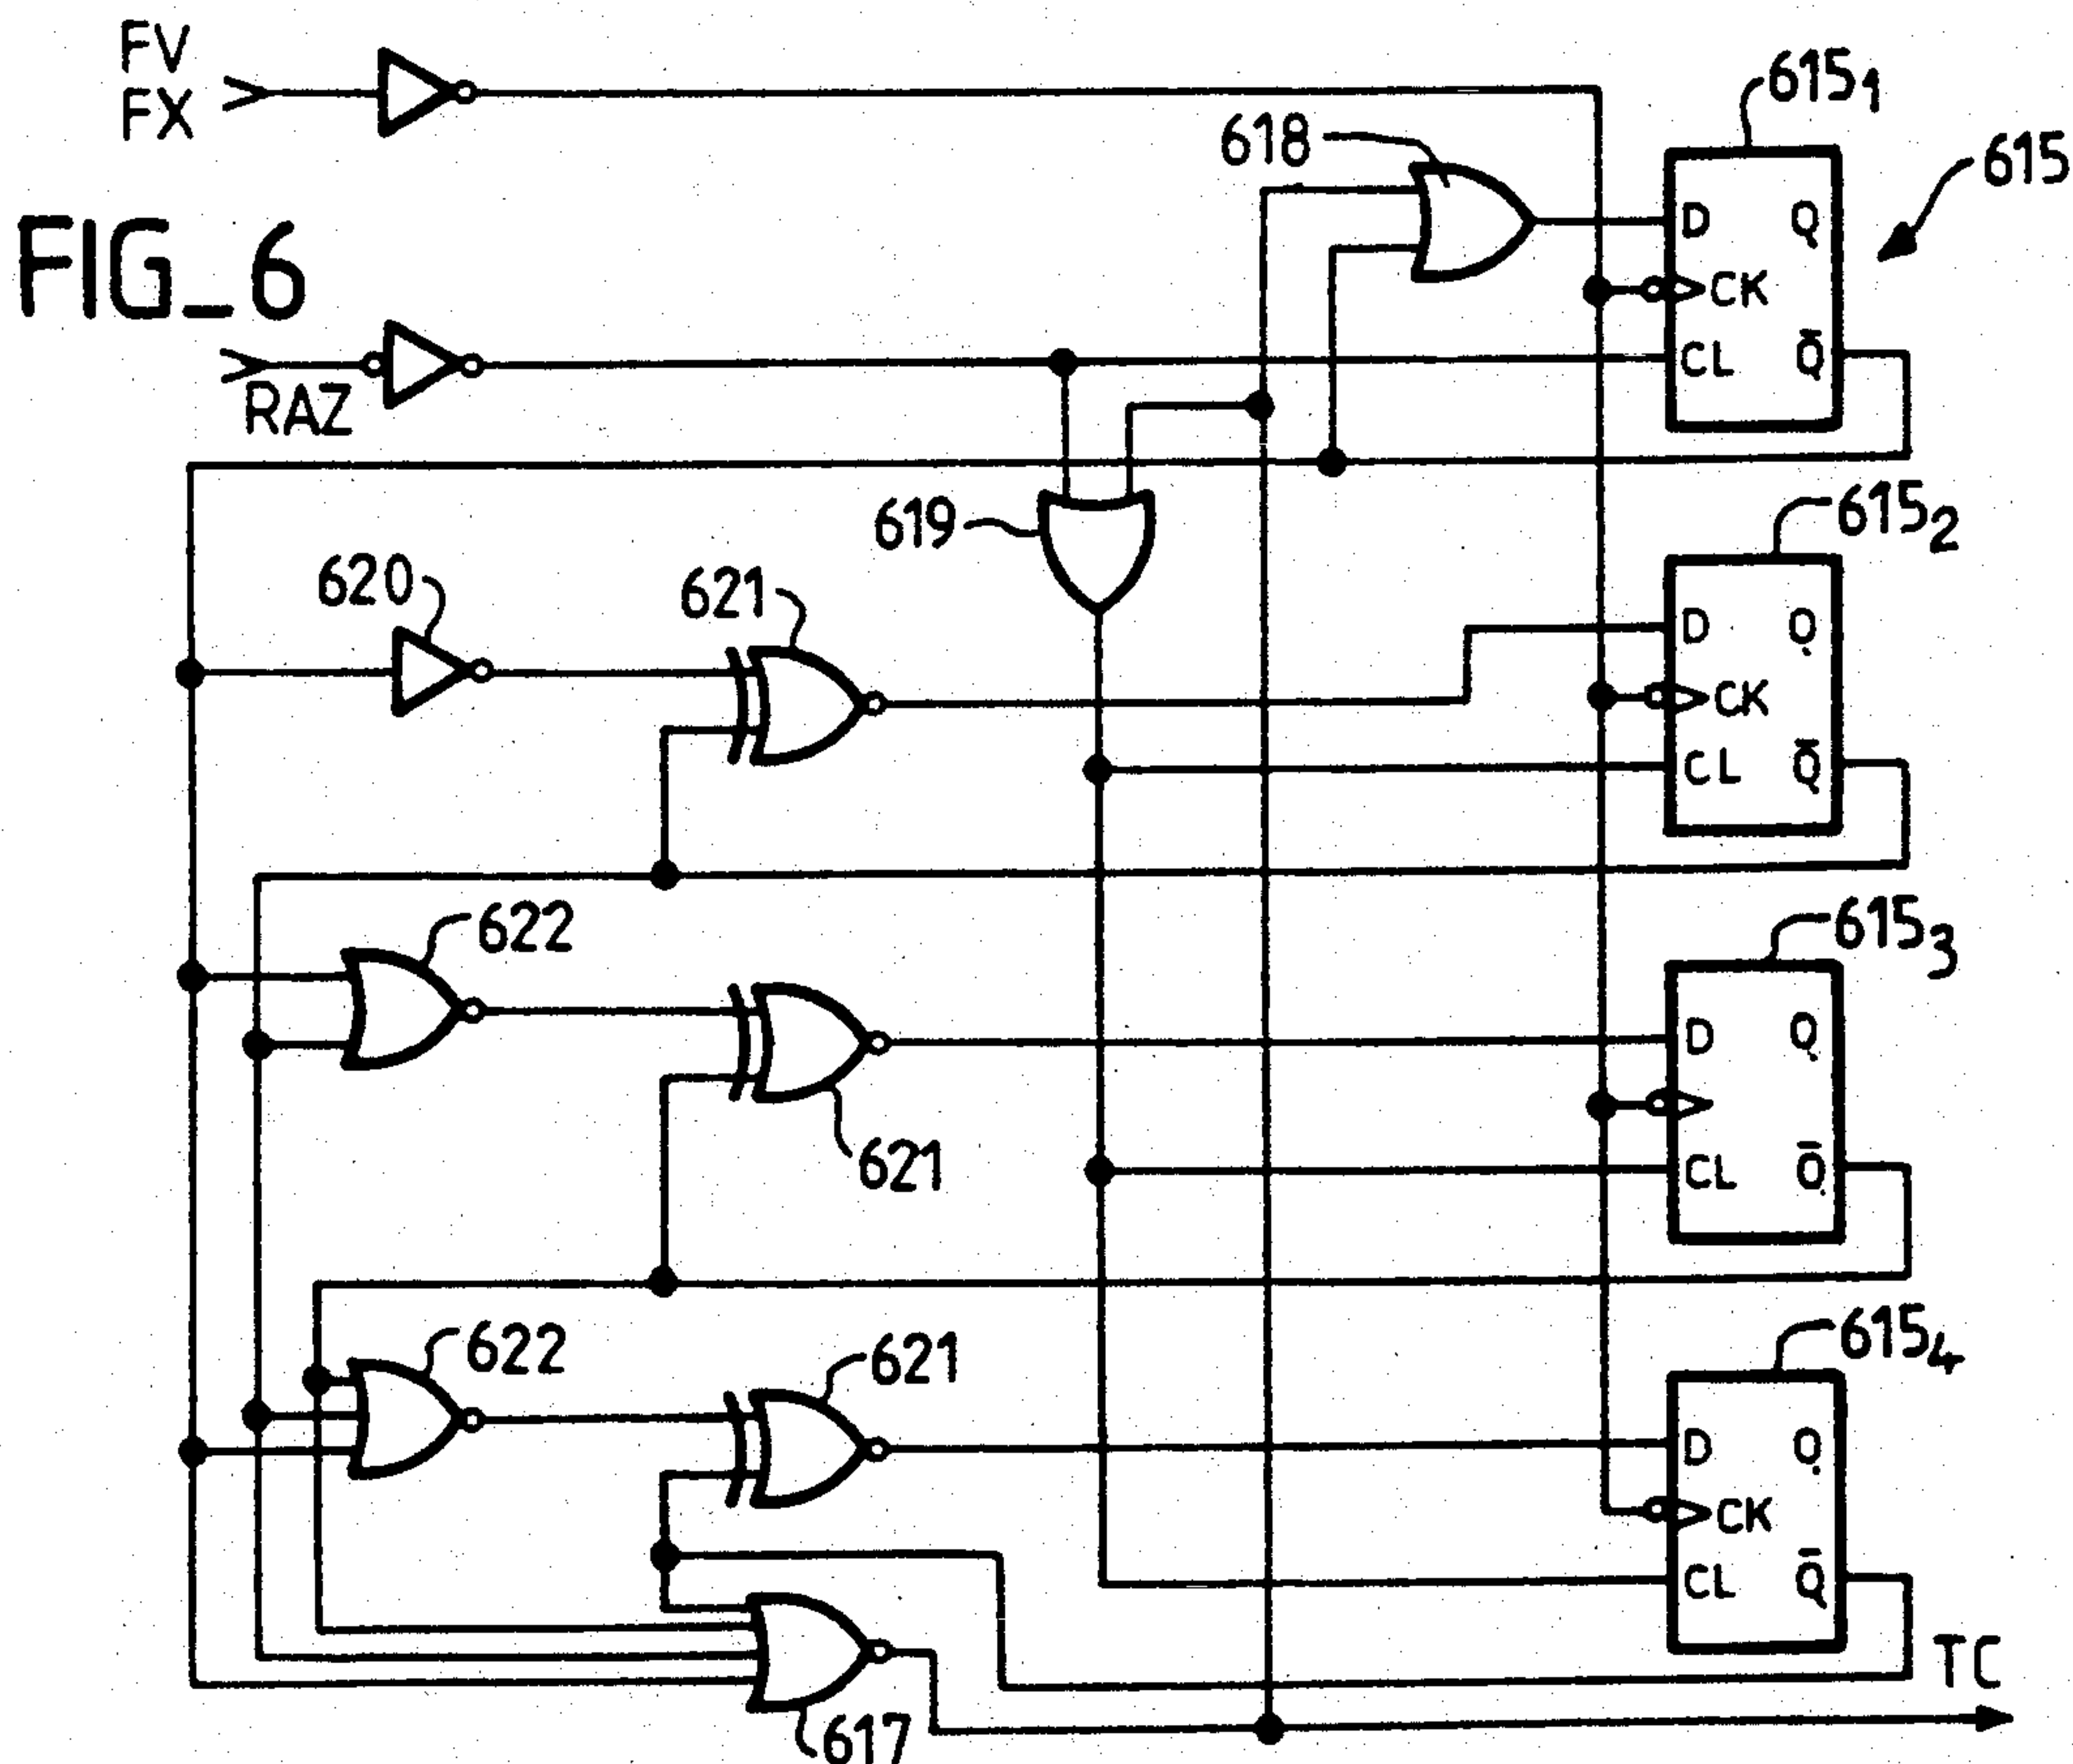 FV
FX
615₁
618
615
FIG_6
D Q
CK
CL Q̄
RAZ
619
615₂
620
621
D Q
CK
CL Q̄
622
615₃
D Q
621
CL Q̄
622
621
615₄
D Q
CK
CL Q̄
TC
617